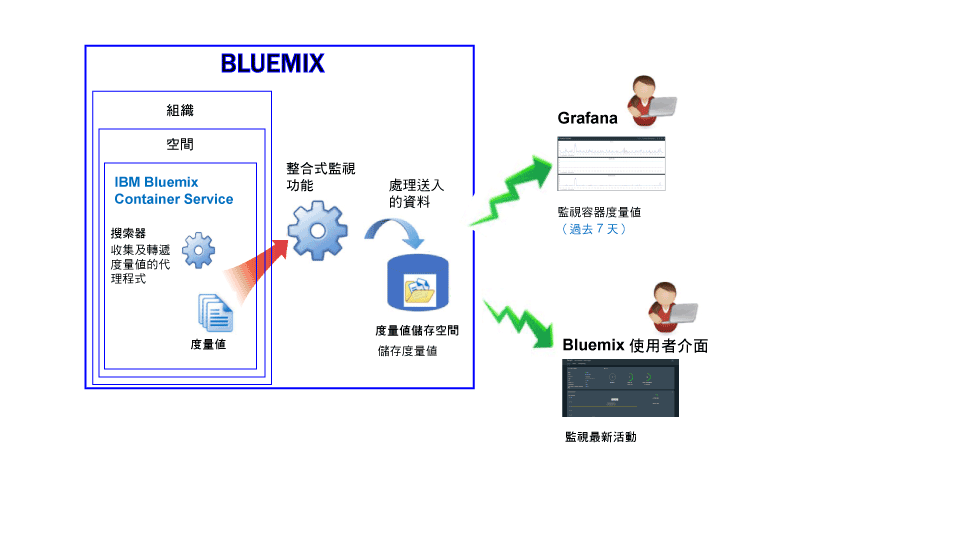 BLUEMIX
組織
空間
IBM Bluemix
Container Service
搜索器
收集及轉遞
度量值的代
理程式
度量值
整合式監視
功能
處理送入
的資料
度量值儲存空間
儲存度量值
Grafana
監視容器度量值
（過去 7 天）
Bluemix 使用者介面
監視最新活動